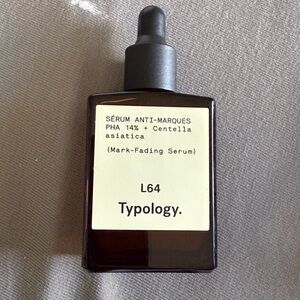 SÉRUM ANTI-MARQUES
PHA 14% + Centella
asiatica
(Mark-Fading Serum)
L64
Typology.